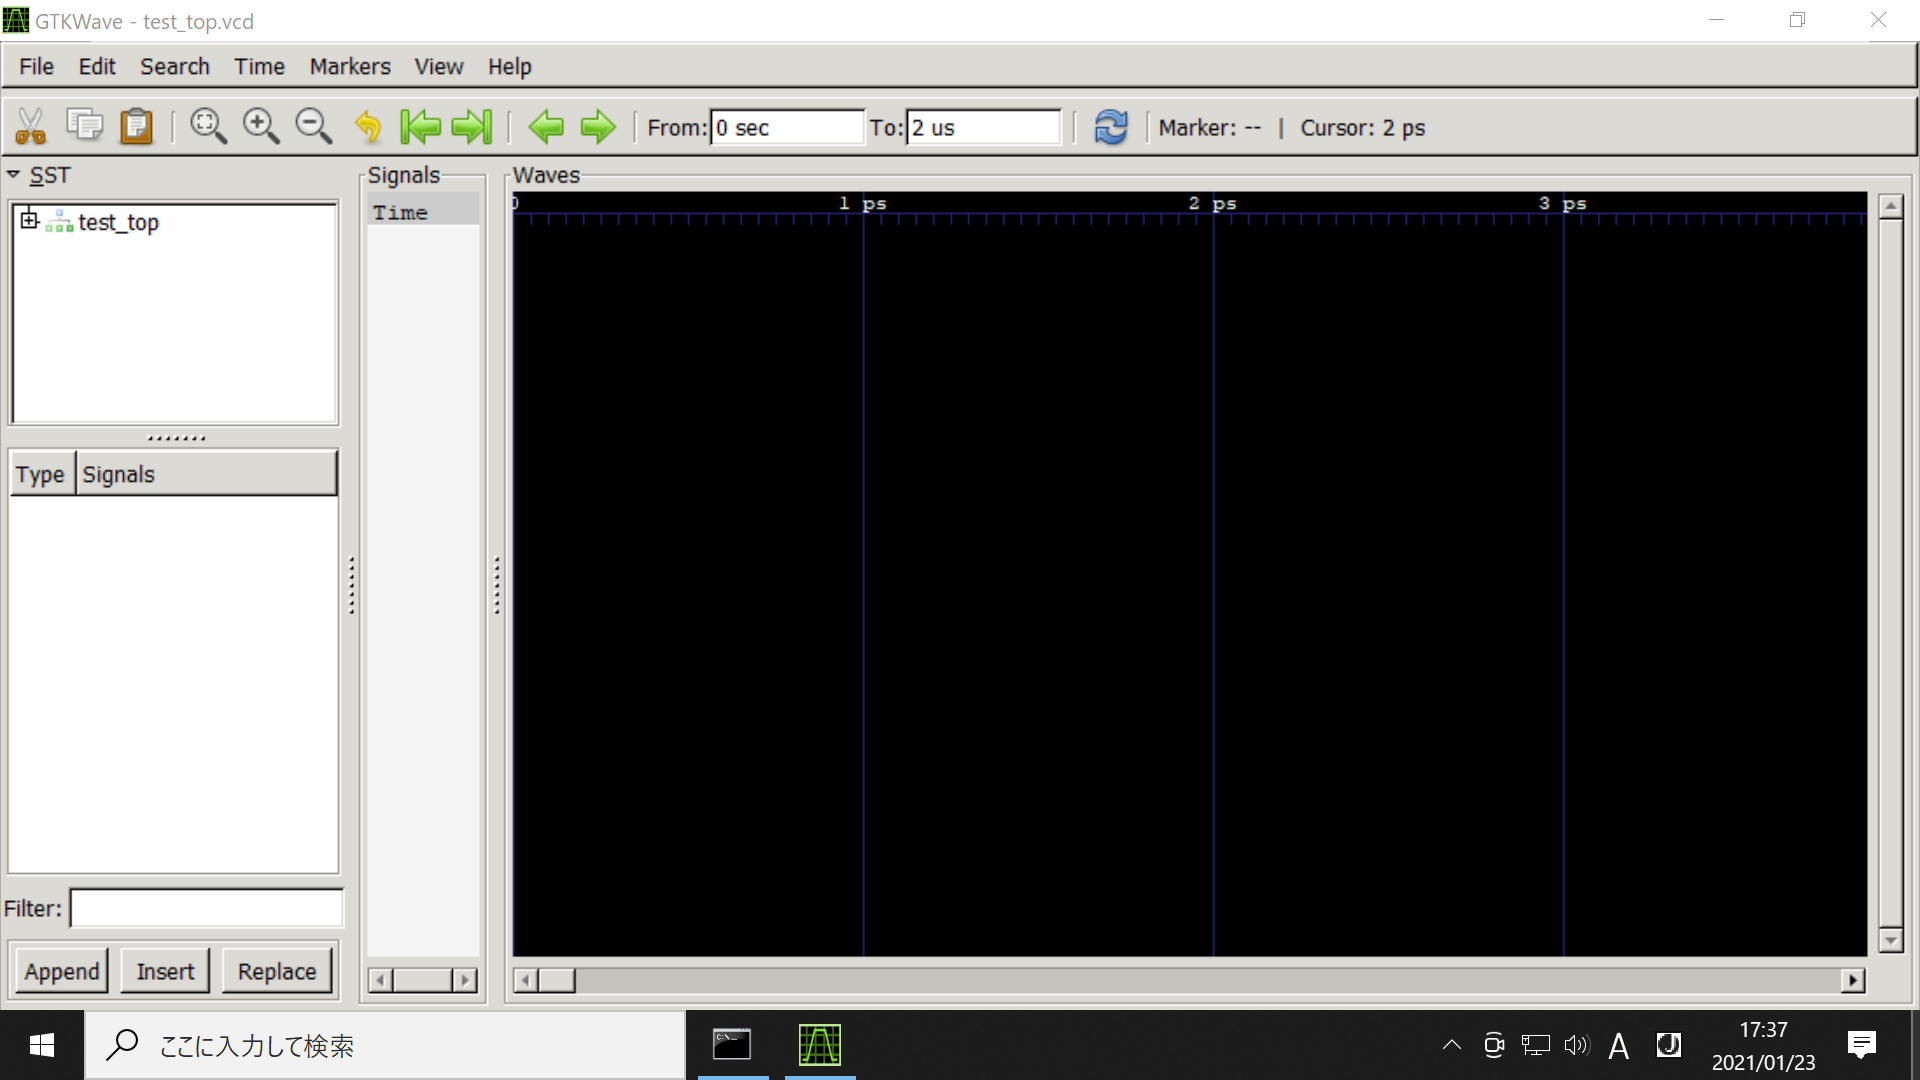 GTKWave - test_top.vcd
File Edit Search Time Markers View Help
From: 0 sec To: 2 us Marker: -- | Cursor: 2 ps
SST
test_top
Type Signals
Filter:
Append Insert Replace
Signals
Time
Waves
0 1 ps 2 ps 3 ps
ここに入力して検索
C:\_
A
J
17:37
2021/01/23